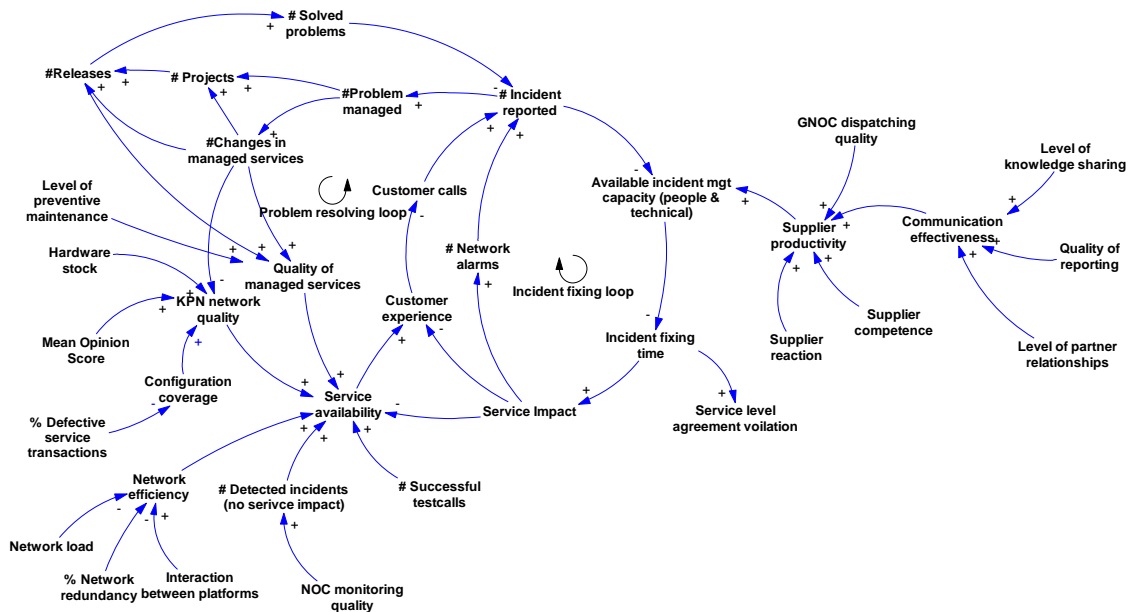 # Solved
problems
#Releases
# Projects
#Problem
managed
# Incident
reported
GNOC dispatching
quality
Level of
knowledge sharing
#Changes in
managed services
Level of
preventive
maintenance
Customer calls
Problem resolving loop
Available incident mgt
capacity (people &
technical)
Supplier
productivity
Communication
effectiveness
Hardware
stock
# Network
alarms
Quality of
managed services
Incident fixing loop
Quality of
reporting
KPN network
quality
Customer
experience
Supplier
competence
Mean Opinion
Score
Incident fixing
time
Supplier
reaction
Level of partner
relationships
Configuration
coverage
Service
availability
Service Impact
Service level
agreement voilation
% Defective
service
transactions
Network
efficiency
# Detected incidents
(no serivce impact)
# Successful
testcalls
Network load
% Network
redundancy
Interaction
between platforms
NOC monitoring
quality